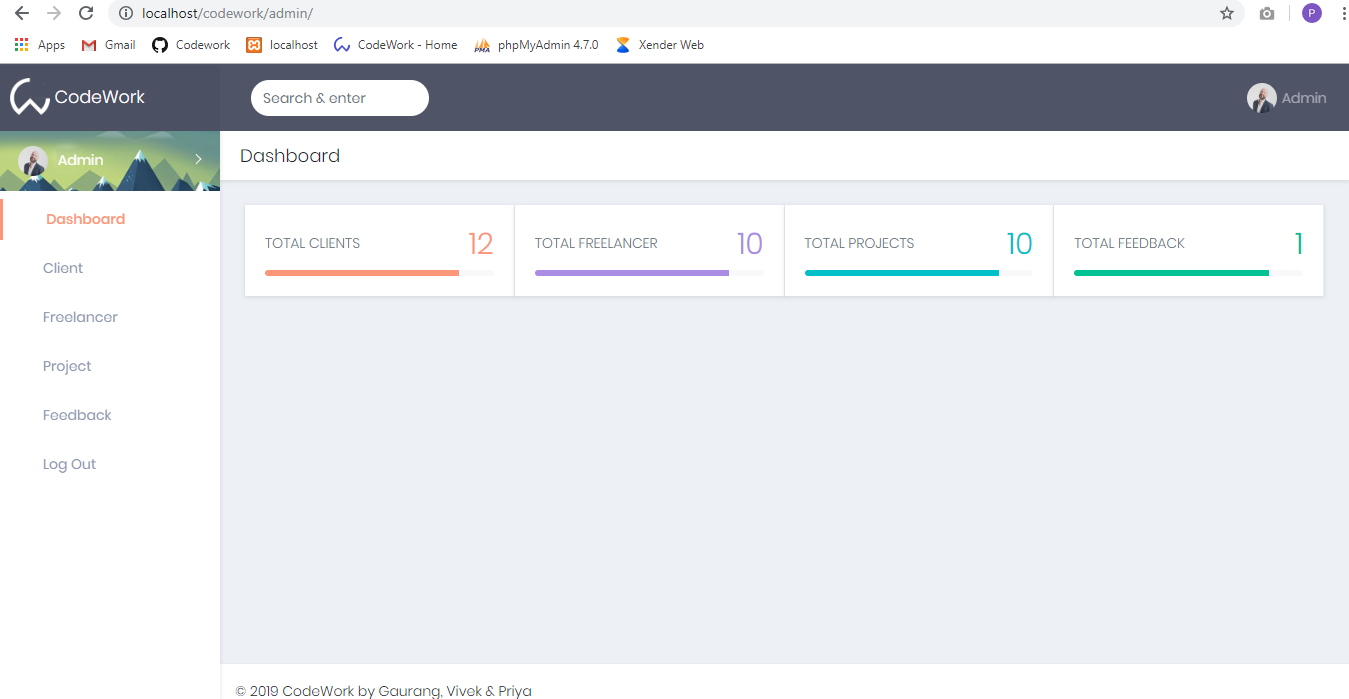 localhost/codework/admin/
P
Apps Gmail Codework localhost CodeWork - Home phpMyAdmin 4.7.0 Xender Web
CodeWork
Search & enter
Admin
Admin
Dashboard
Dashboard
Client
Freelancer
Project
Feedback
Log Out
TOTAL CLIENTS 12
TOTAL FREELANCER 10
TOTAL PROJECTS 10
TOTAL FEEDBACK 1
© 2019 CodeWork by Gaurang, Vivek & Priya